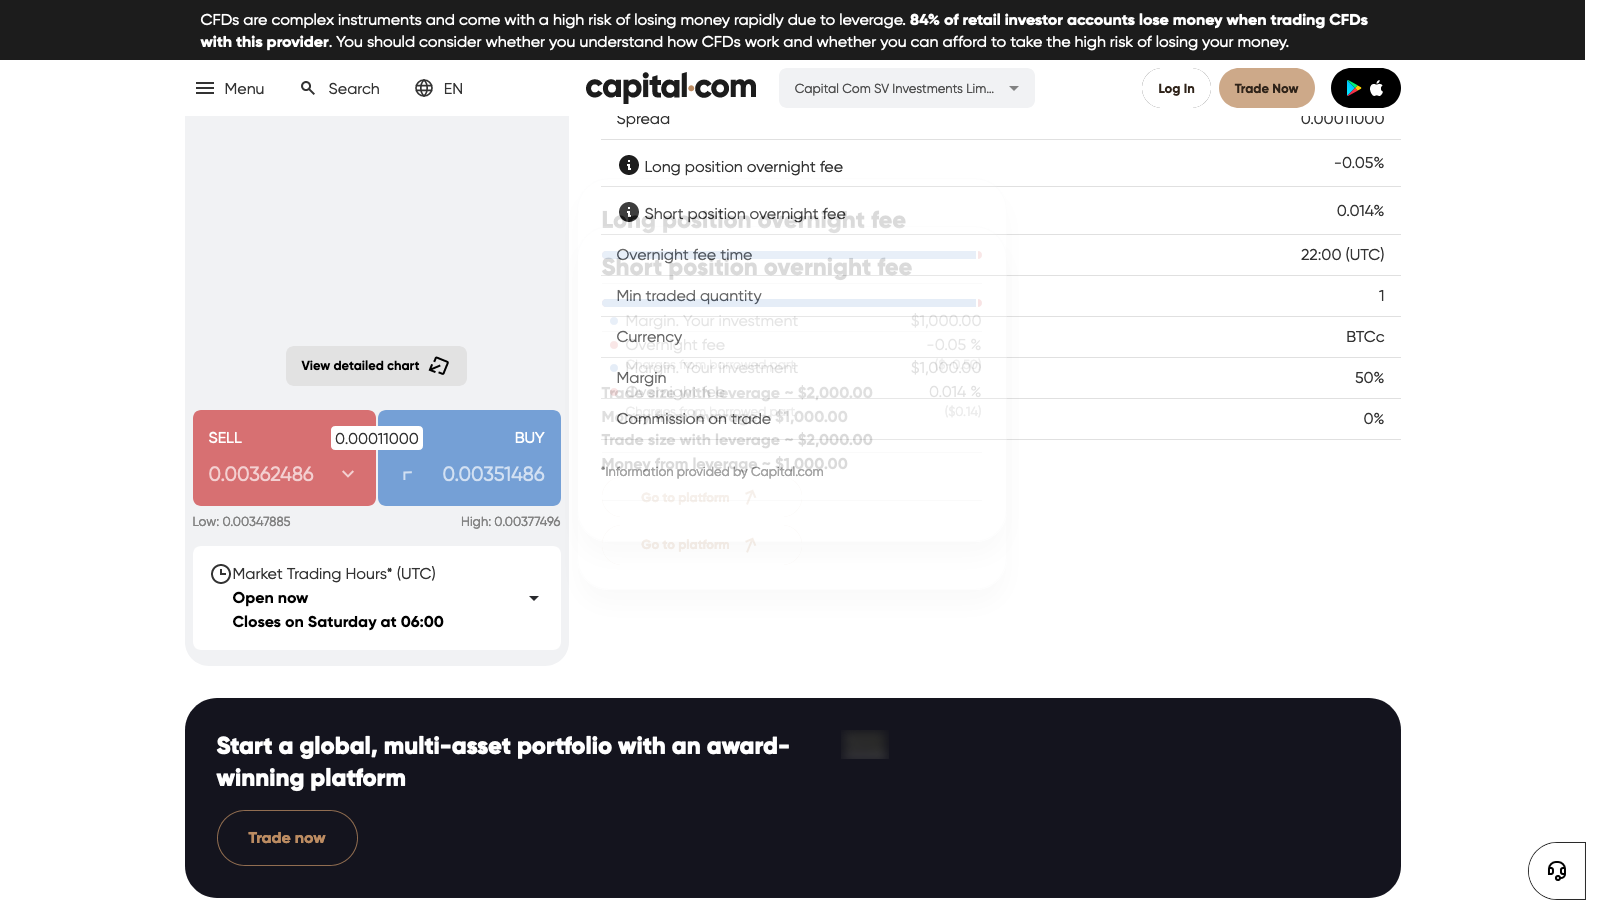 CFDs are complex instruments and come with a high risk of losing money rapidly due to leverage. 84% of retail investor accounts lose money when trading CFDs
with this provider. You should consider whether you understand how CFDs work and whether you can afford to take the high risk of losing your money.
Menu
Search
EN
capital.com
Capital Com SV Investments Lim...
Log In
Trade Now
Spread
0.00011000
Long position overnight fee
-0.05%
Short position overnight fee
0.014%
Long position overnight fee
Overnight fee time
22:00 (UTC)
Short position overnight fee
Min traded quantity
1
Margin. Your investment
$1,000.00
Currency
BTCc
Overnight fee
-0.05 %
Charges from borrowed part
($-0.50)
Margin. Your investment
$1,000.00
Margin
50%
Trade size with leverage ~ $2,000.00
Overnight fee
0.014 %
Charges from borrowed part
($0.14)
Money from leverage ~ $1,000.00
Commission on trade
0%
Trade size with leverage ~ $2,000.00
Money from leverage ~ $1,000.00
*Information provided by Capital.com
Go to platform
Go to platform
View detailed chart
SELL
0.00011000
BUY
0.00362486
0.00351486
Low: 0.00347885
High: 0.00377496
Market Trading Hours* (UTC)
Open now
Closes on Saturday at 06:00
Start a global, multi-asset portfolio with an award-
winning platform
Trade now